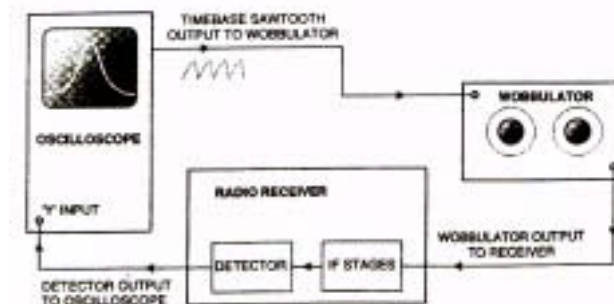 TIMEBASE SAWTOOTH
OUTPUT TO WOBBULATOR
OSCILLOSCOPE
WOBBULATOR
RADIO RECEIVER
'Y' INPUT
DETECTOR
IF STAGES
WOBBULATOR OUTPUT
TO RECEIVER
DETECTOR OUTPUT
TO OSCILLOSCOPE